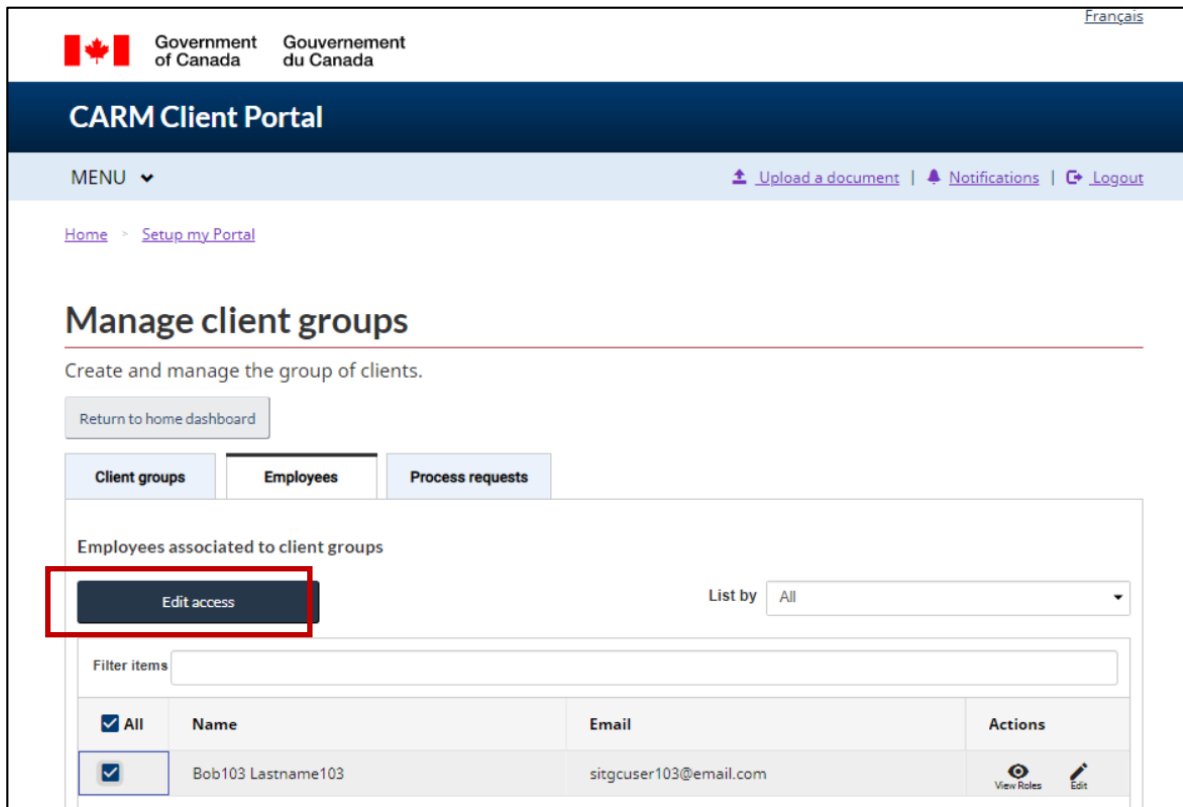 Français
Government Gouvernement
of Canada du Canada
CARM Client Portal
MENU Upload a document | Notifications | Logout
Home > Setup my Portal
Manage client groups
Create and manage the group of clients.
Return to home dashboard
Client groups Employees Process requests
Employees associated to client groups
Edit access List by All
Filter items
All Name Email Actions
Bob103 Lastname103 sitgcuser103@email.com View Roles Edit